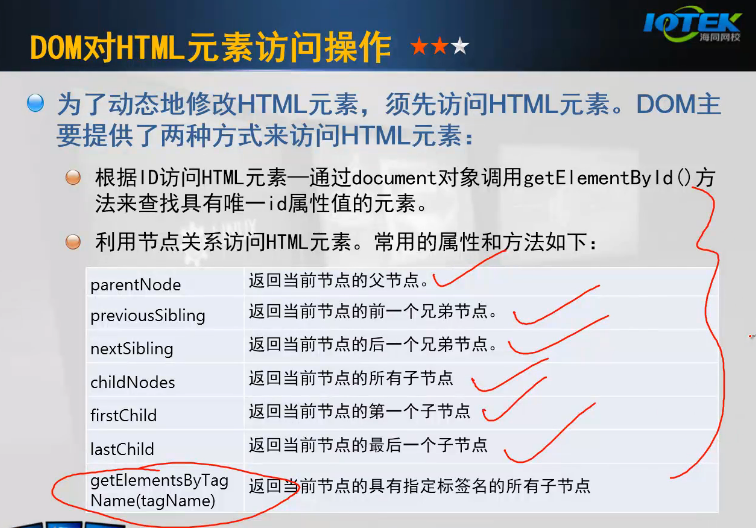 IOTEK
海同网校
DOM对HTML元素访问操作
为了动态地修改HTML元素，须先访问HTML元素。DOM主
要提供了两种方式来访问HTML元素：
根据ID访问HTML元素—通过document对象调用getElementById()方
法来查找具有唯一id属性值的元素。
利用节点关系访问HTML元素。常用的属性和方法如下：
parentNode 返回当前节点的父节点。
previousSibling 返回当前节点的前一个兄弟节点。
nextSibling 返回当前节点的后一个兄弟节点。
childNodes 返回当前节点的所有子节点
firstChild 返回当前节点的第一个子节点
lastChild 返回当前节点的最后一个子节点
getElementsByTag
Name(tagName) 返回当前节点的具有指定标签名的所有子节点